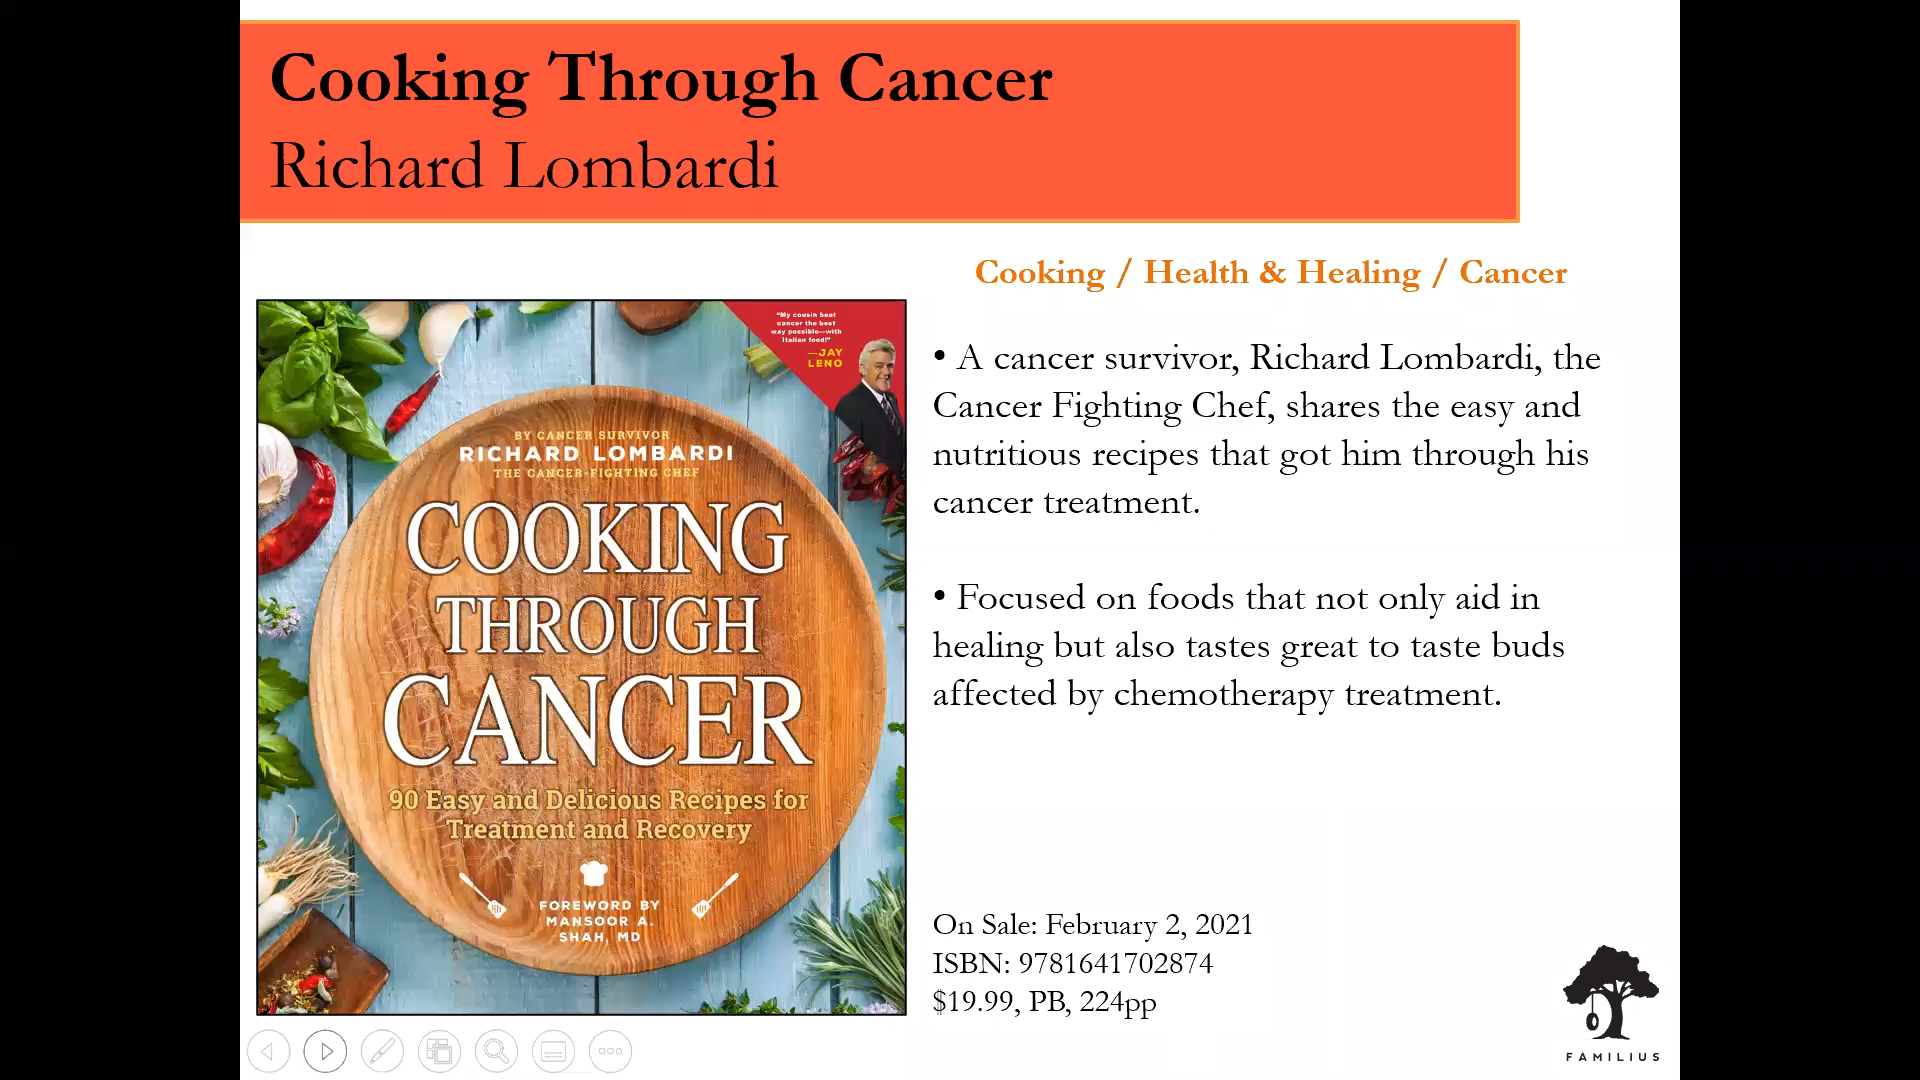 Cooking Through Cancer
Richard Lombardi
Cooking / Health & Healing / Cancer
"My cousin beat
cancer the best
way possible—with
Italian food!"
—JAY
LENO
BY CANCER SURVIVOR
RICHARD LOMBARDI
THE CANCER-FIGHTING CHEF
COOKING
THROUGH
CANCER
90 Easy and Delicious Recipes for
Treatment and Recovery
FOREWORD BY
MANSOOR A.
SHAH, MD
• A cancer survivor, Richard Lombardi, the
Cancer Fighting Chef, shares the easy and
nutritious recipes that got him through his
cancer treatment.
• Focused on foods that not only aid in
healing but also tastes great to taste buds
affected by chemotherapy treatment.
On Sale: February 2, 2021
ISBN: 9781641702874
$19.99, PB, 224pp
FAMILIUS